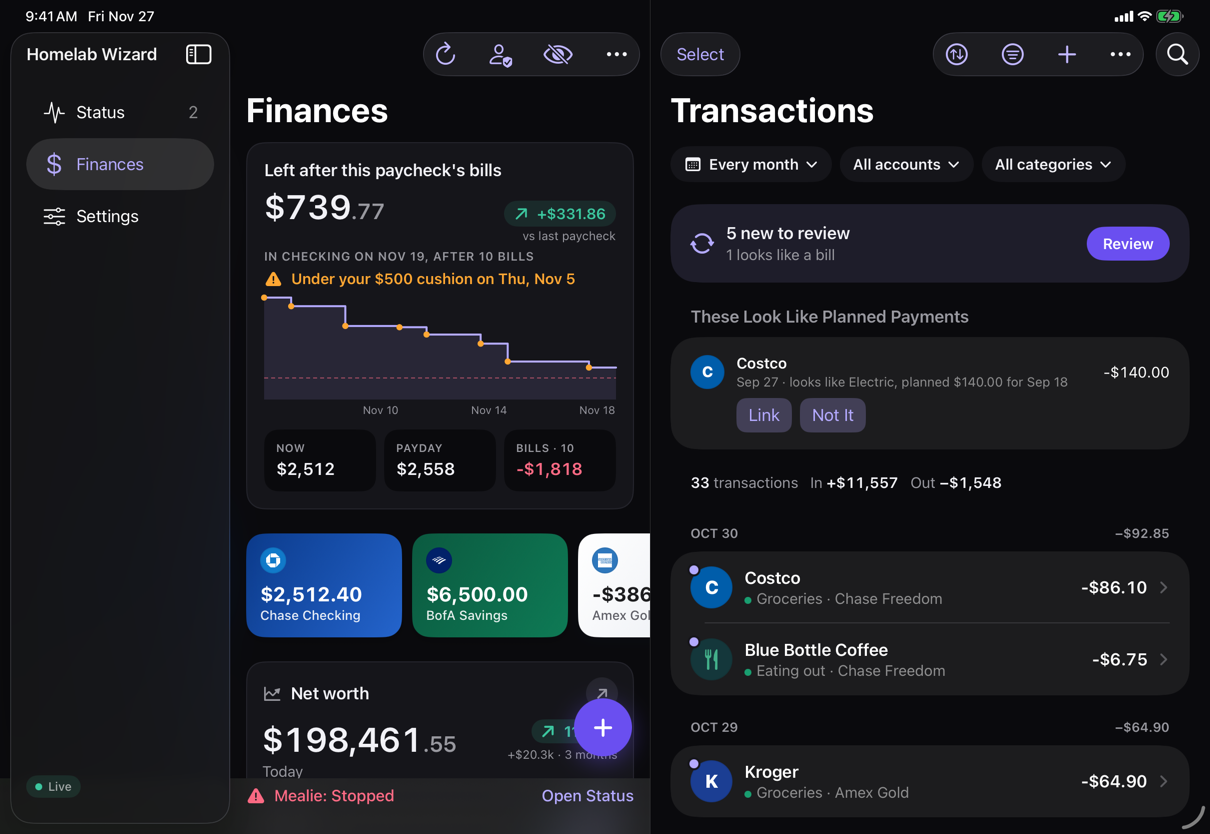 9:41 AM Fri Nov 27
Homelab Wizard
Status 2
Finances
Settings
Live
Finances
Left after this paycheck's bills
$739.77
+$331.86
vs last paycheck
IN CHECKING ON NOV 19, AFTER 10 BILLS
Under your $500 cushion on Thu, Nov 5
Nov 10 Nov 14 Nov 18
NOW
$2,512
PAYDAY
$2,558
BILLS · 10
-$1,818
$2,512.40
Chase Checking
$6,500.00
BofA Savings
-$386
Amex Gol
Net worth
$198,461.55
+$20.3k · 3 months
Today
Mealie: Stopped Open Status
Select
Transactions
Every month All accounts All categories
5 new to review
1 looks like a bill
Review
These Look Like Planned Payments
C
Costco
Sep 27 · looks like Electric, planned $140.00 for Sep 18
-$140.00
Link Not It
33 transactions In +$11,557 Out −$1,548
OCT 30 −$92.85
C
Costco
Groceries · Chase Freedom
-$86.10
Blue Bottle Coffee
Eating out · Chase Freedom
-$6.75
OCT 29 −$64.90
K
Kroger
Groceries · Amex Gold
-$64.90